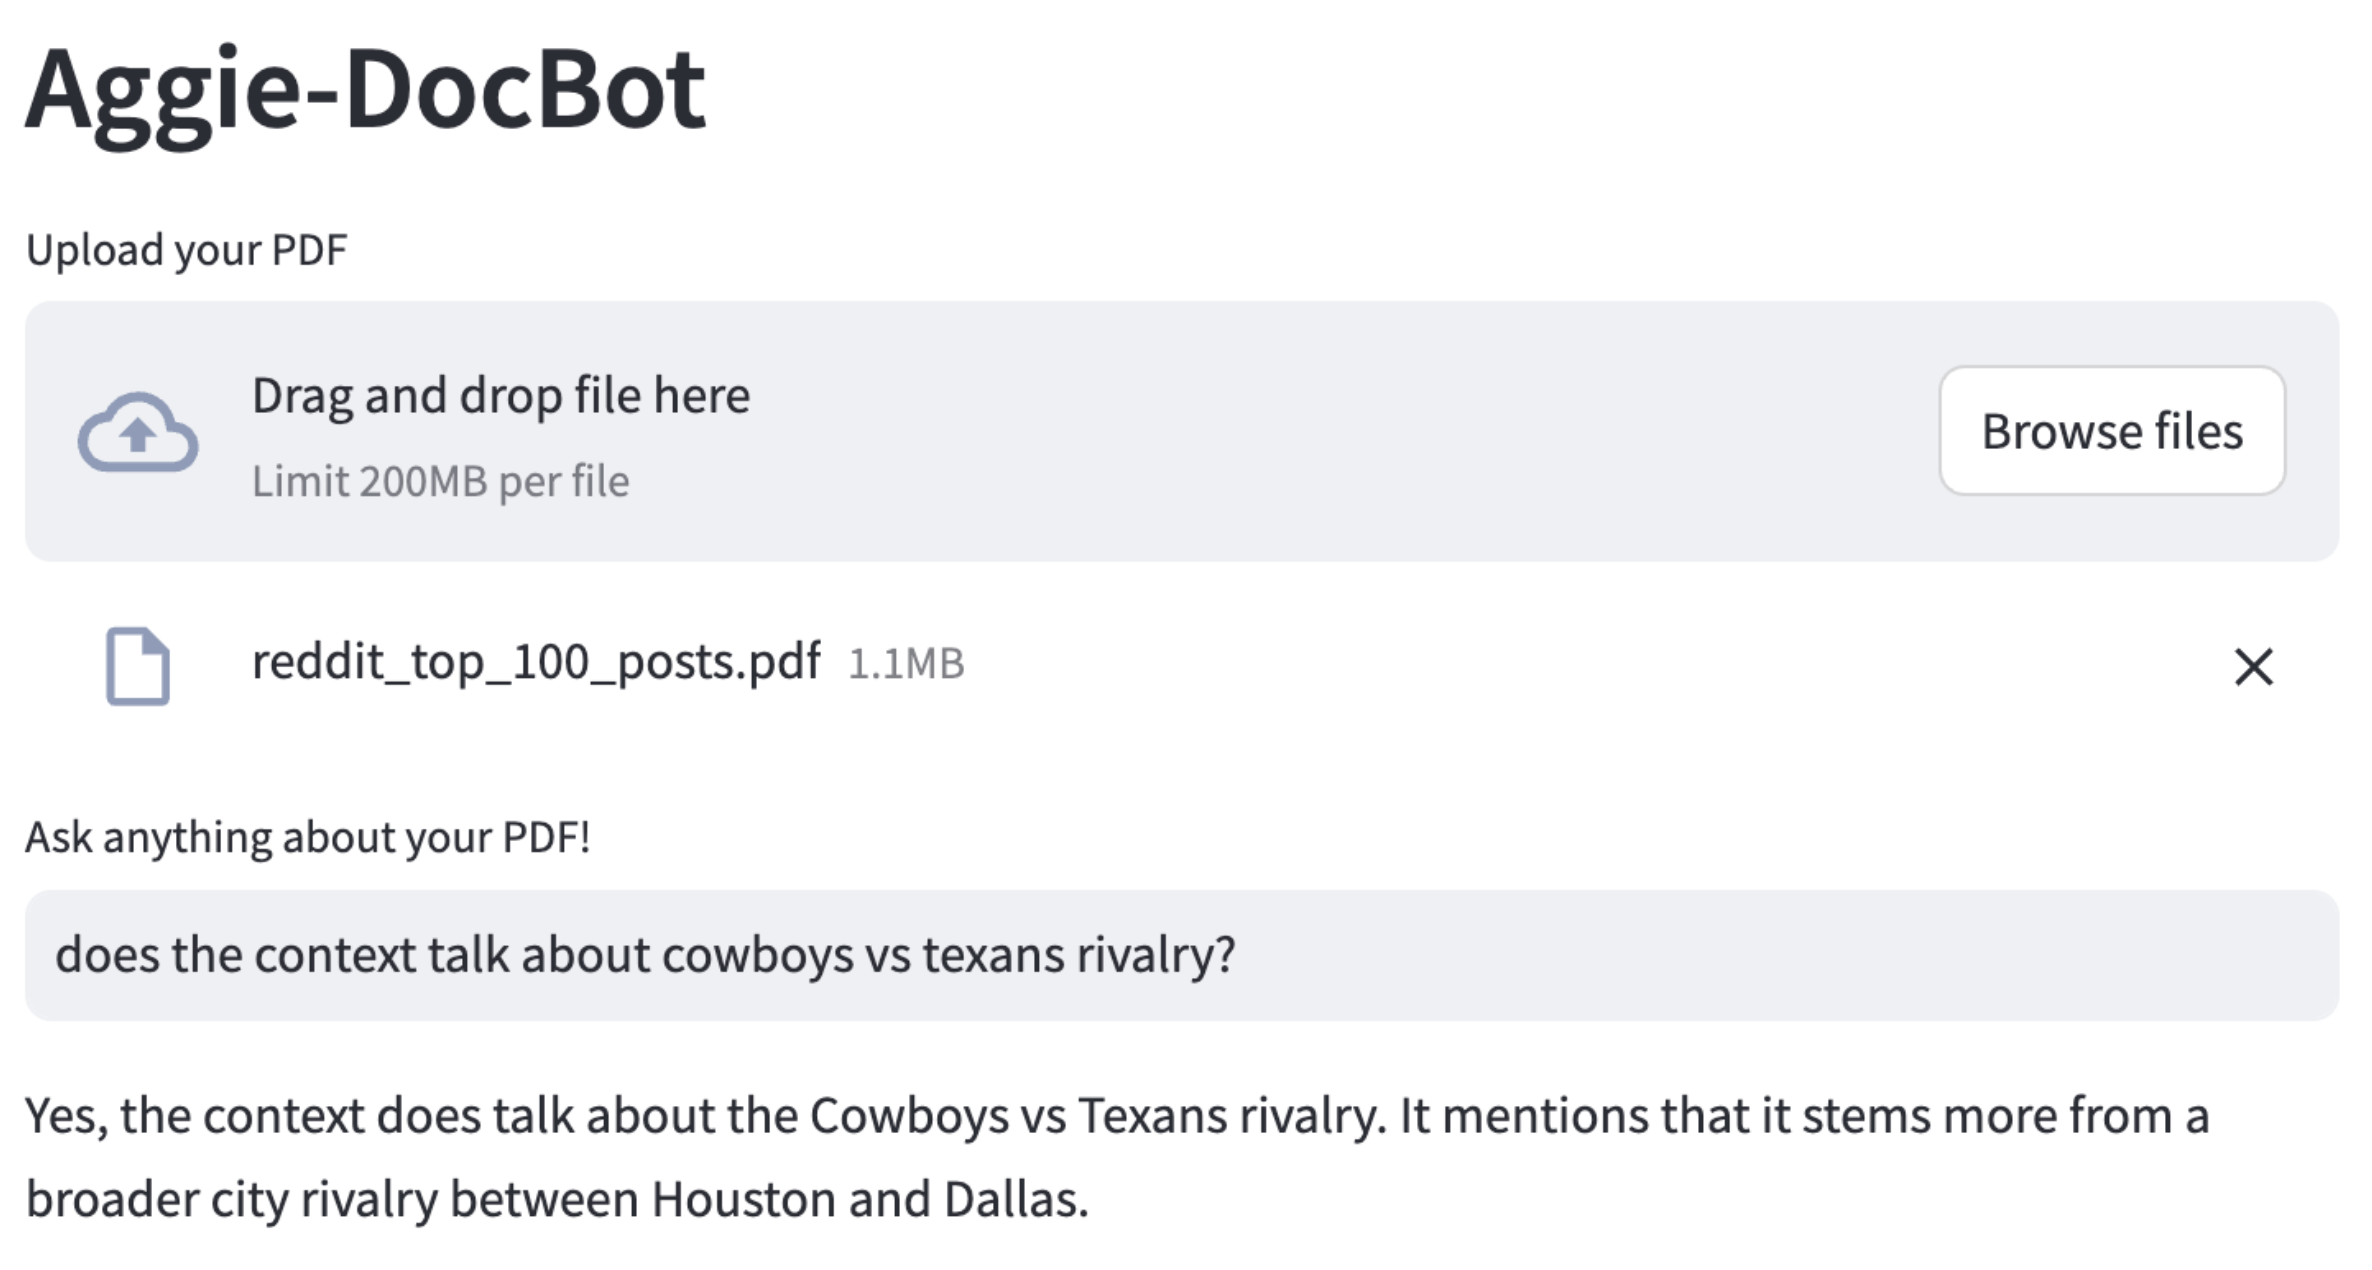 Aggie-DocBot
Upload your PDF
Drag and drop file here
Limit 200MB per file
Browse files
reddit_top_100_posts.pdf 1.1MB
Ask anything about your PDF!
does the context talk about cowboys vs texans rivalry?
Yes, the context does talk about the Cowboys vs Texans rivalry. It mentions that it stems more from a
broader city rivalry between Houston and Dallas.